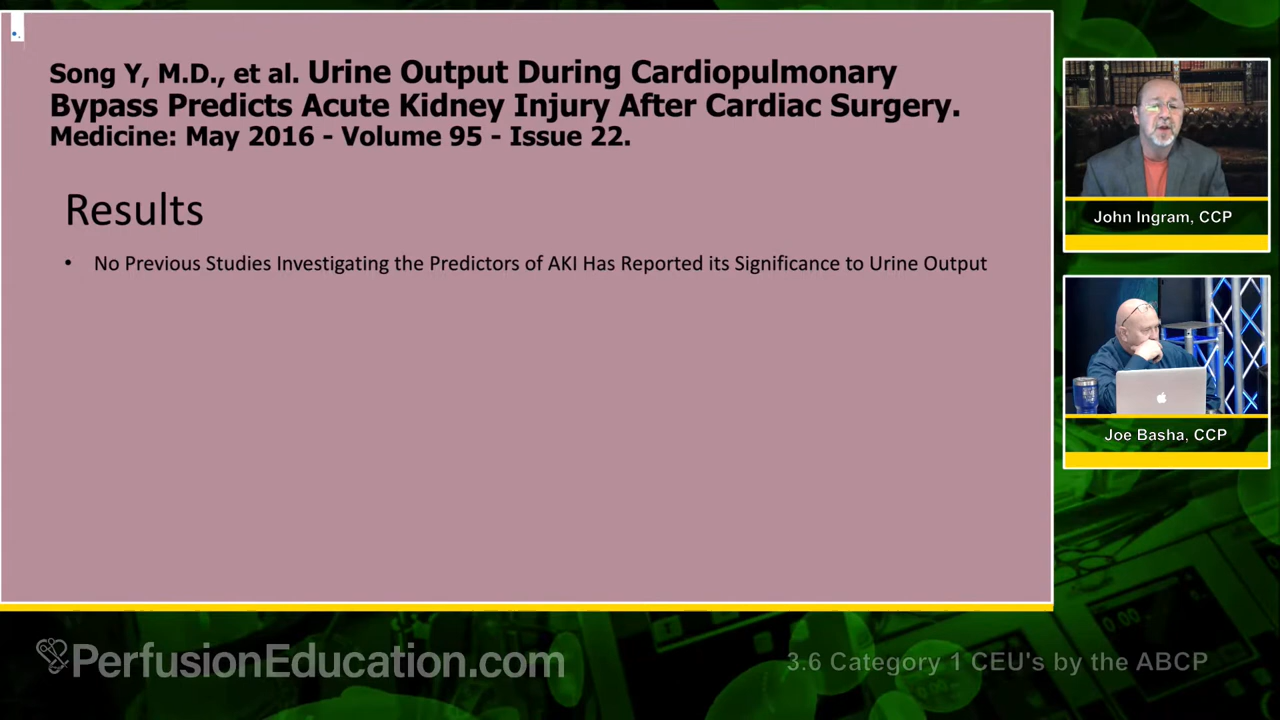 Song Y, M.D., et al. Urine Output During Cardiopulmonary
Bypass Predicts Acute Kidney Injury After Cardiac Surgery.
Medicine: May 2016 - Volume 95 - Issue 22.
Results
• No Previous Studies Investigating the Predictors of AKI Has Reported its Significance to Urine Output
John Ingram, CCP
Joe Basha, CCP
PerfusionEducation.com
3.6 Category 1 CEU's by the ABCP